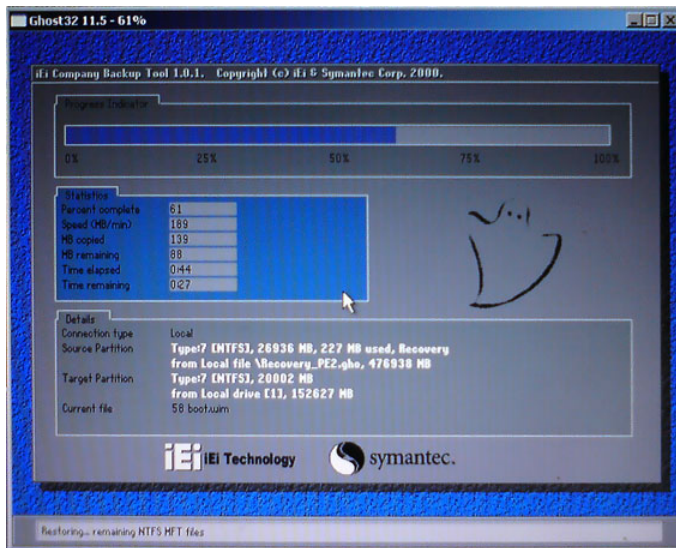 Ghost32 11.5 - 61%
iEi Company Backup Tool 1.0.1. Copyright (c) iEi & Symantec Corp. 2000.
Progress Indicator
0% 25% 50% 75% 100%
Statistics
Percent complete 61
Speed (MB/min) 189
MB copied 139
MB remaining 88
Time elapsed 0:44
Time remaining 0:27
Details
Connection type Local
Source Partition Type:7 [NTFS], 26936 MB, 227 MB used, Recovery
from Local file \Recovery_PE2.gho, 476938 MB
Target Partition Type:7 [NTFS], 20002 MB
from Local drive [1], 152627 MB
Current file 58 boot.wim
iEi iEi Technology symantec.
Restoring... remaining NTFS MFT files